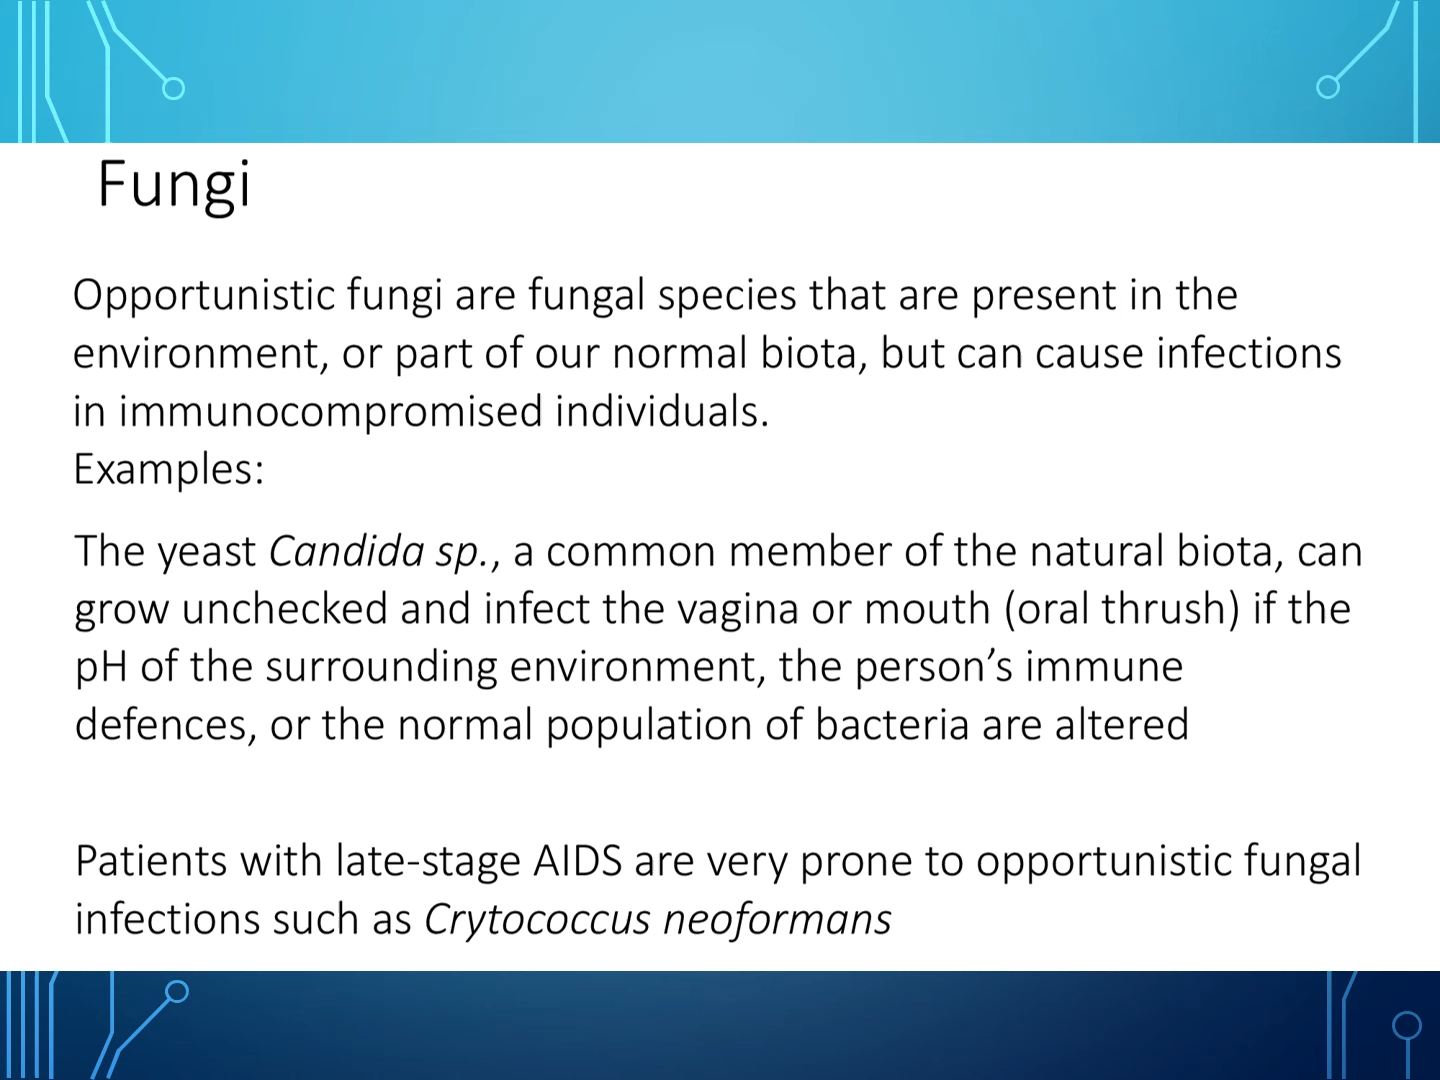 Fungi
Opportunistic fungi are fungal species that are present in the
environment, or part of our normal biota, but can cause infections
in immunocompromised individuals.
Examples:
The yeast Candida sp., a common member of the natural biota, can
grow unchecked and infect the vagina or mouth (oral thrush) if the
pH of the surrounding environment, the person’s immune
defences, or the normal population of bacteria are altered
Patients with late-stage AIDS are very prone to opportunistic fungal
infections such as Crytococcus neoformans